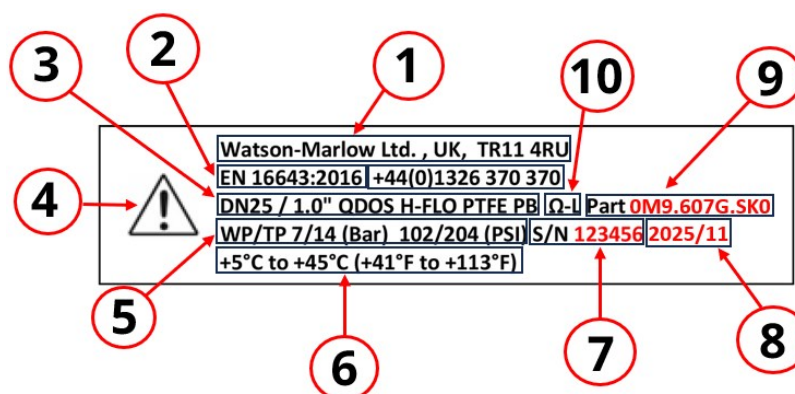 3 2 1 10 9
Watson-Marlow Ltd. , UK, TR11 4RU
EN 16643:2016 +44(0)1326 370 370
4 DN25 / 1.0" QDOS H-FLO PTFE PB Ω-L Part 0M9.607G.SK0
WP/TP 7/14 (Bar) 102/204 (PSI) S/N 123456 2025/11
+5°C to +45°C (+41°F to +113°F)
5 6 7 8